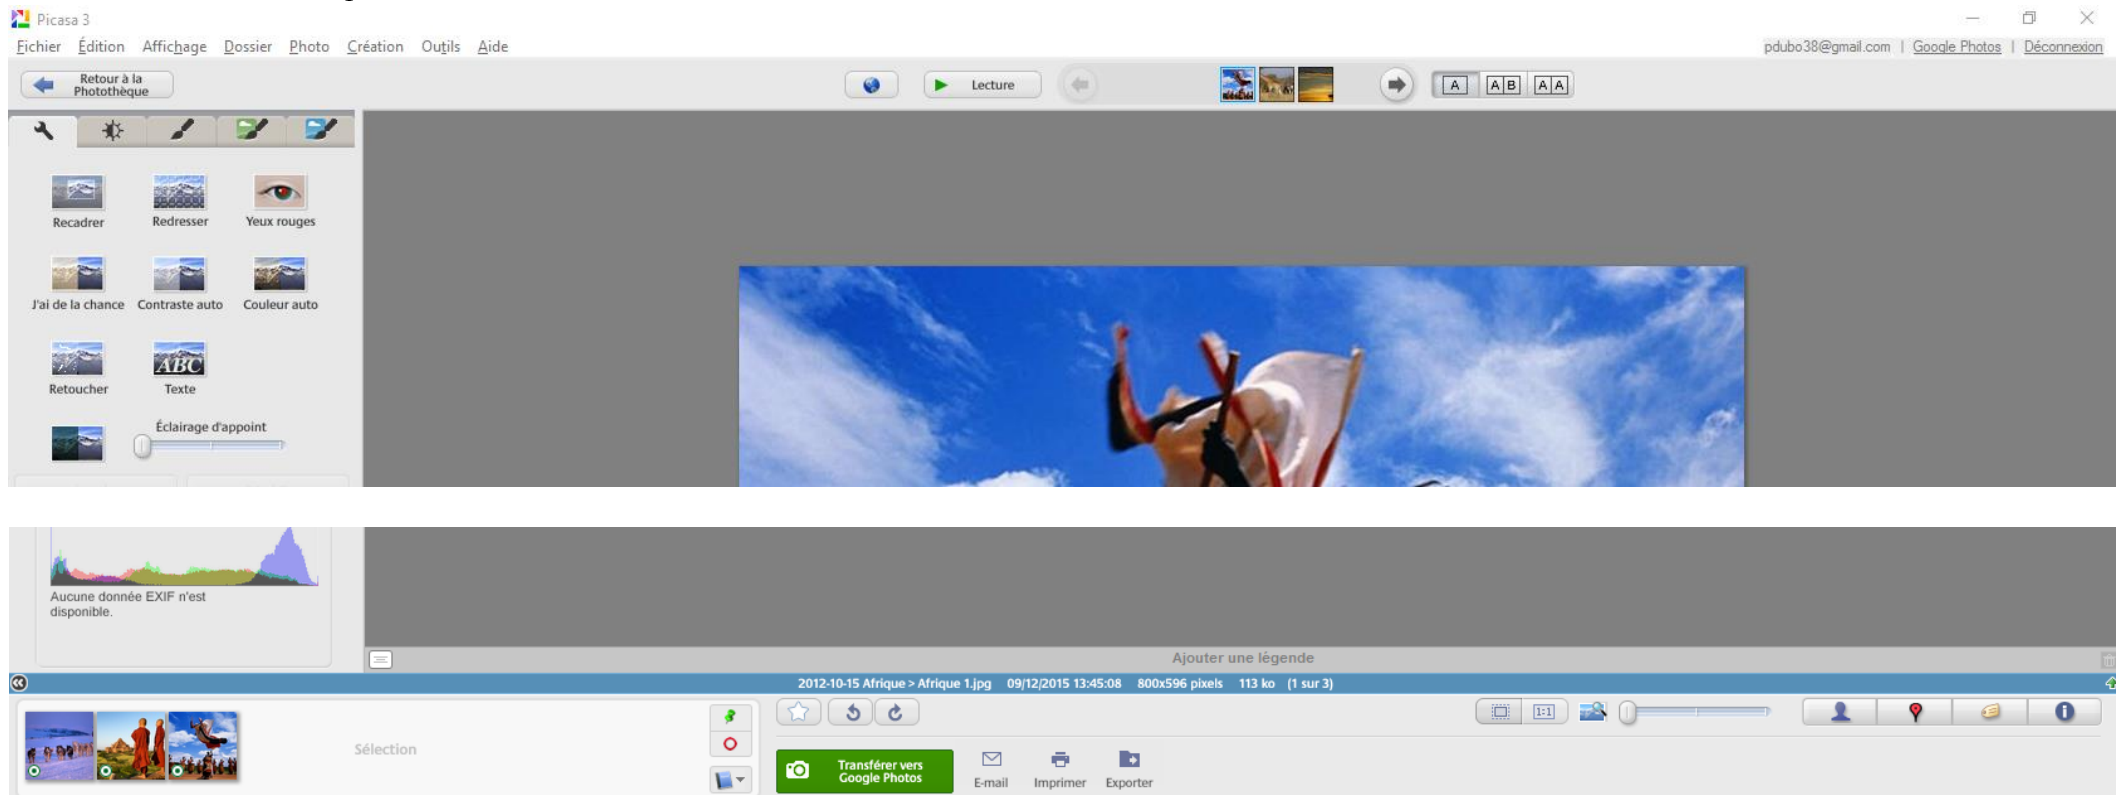 Picasa 3
Fichier Édition Affichage Dossier Photo Création Outils Aide
pdubo38@gmail.com | Google Photos | Déconnexion
Retour à la
Photothèque
Lecture
A
A B
A A
Recadrer
Redresser
Yeux rouges
J'ai de la chance
Contraste auto
Couleur auto
ABC
Retoucher
Texte
Éclairage d'appoint
Aucune donnée EXIF n'est
disponible.
Ajouter une légende
2012-10-15 Afrique > Afrique 1.jpg 09/12/2015 13:45:08 800x596 pixels 113 ko (1 sur 3)
1:1
Sélection
Transférer vers
Google Photos
E-mail
Imprimer
Exporter